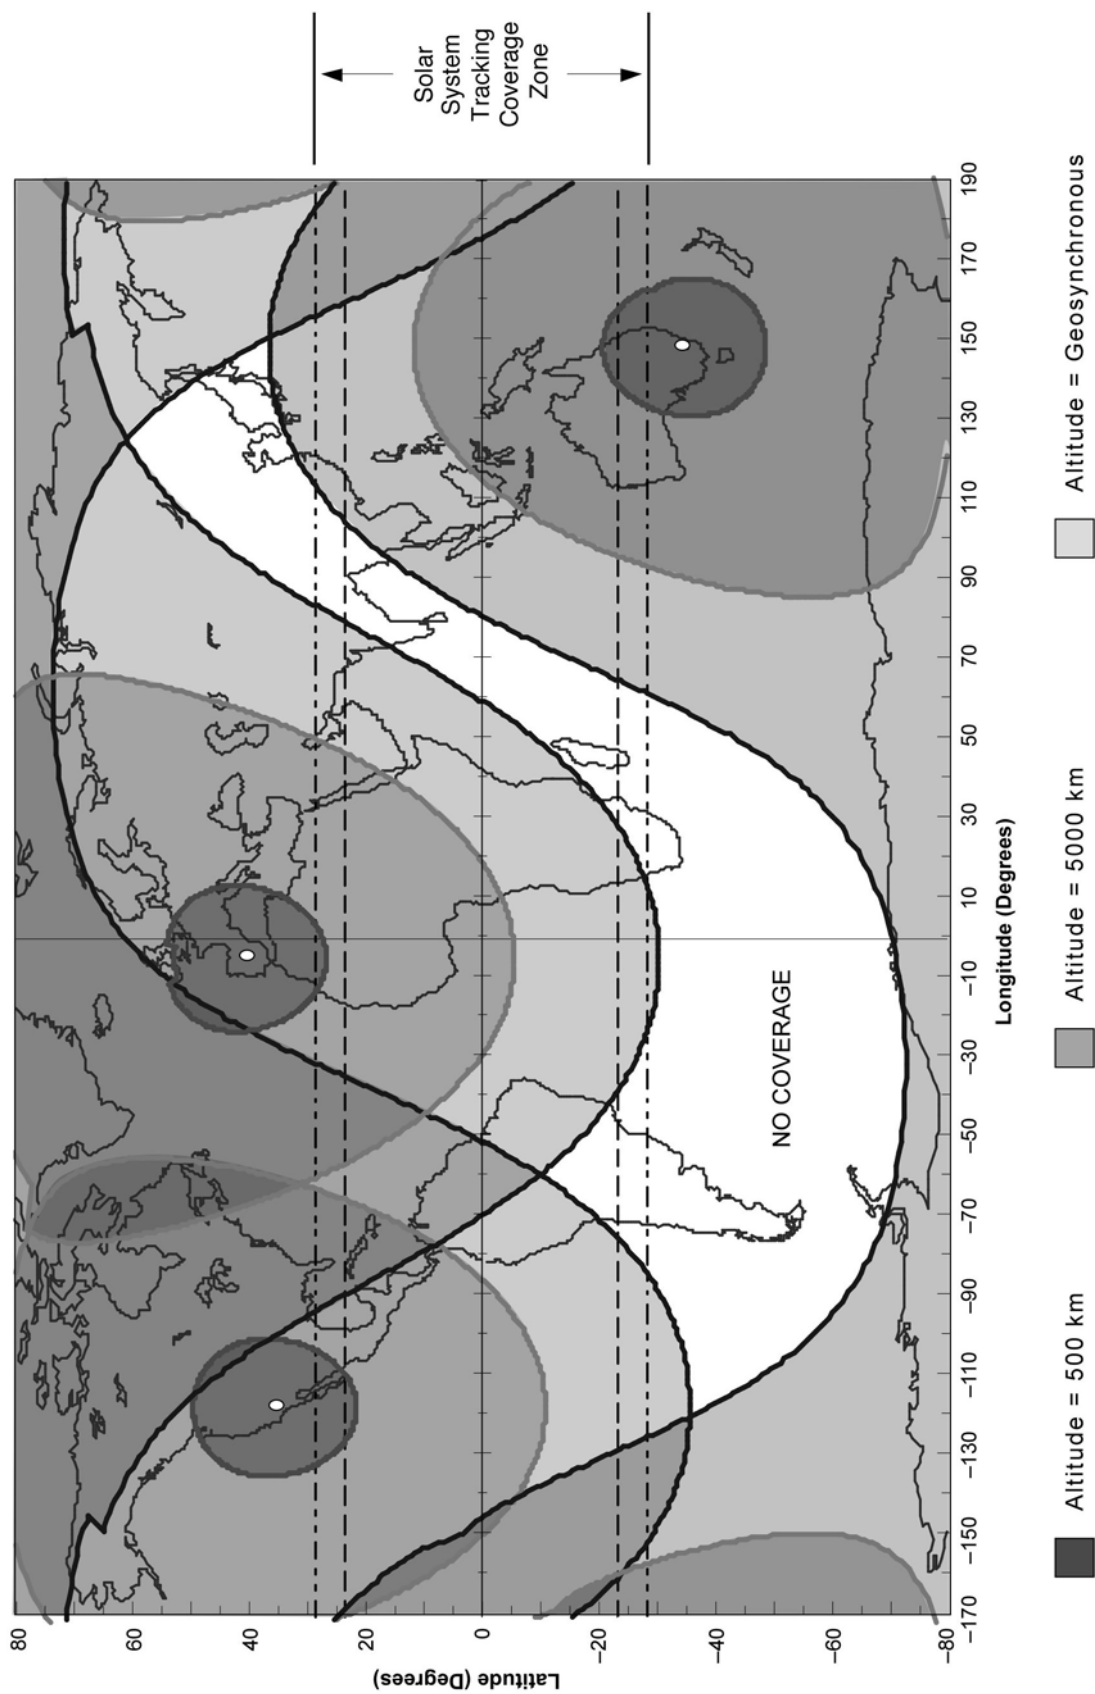 Solar
System
Tracking
Coverage
Zone
80
60
40
20
0
−20
−40
−60
−80
Latitude (Degrees)
NO COVERAGE
−170
−150
−130
−110
−90
−70
−50
−30
−10
10
30
50
70
90
110
130
150
170
190
Longitude (Degrees)
Altitude = 500 km
Altitude = 5000 km
Altitude = Geosynchronous